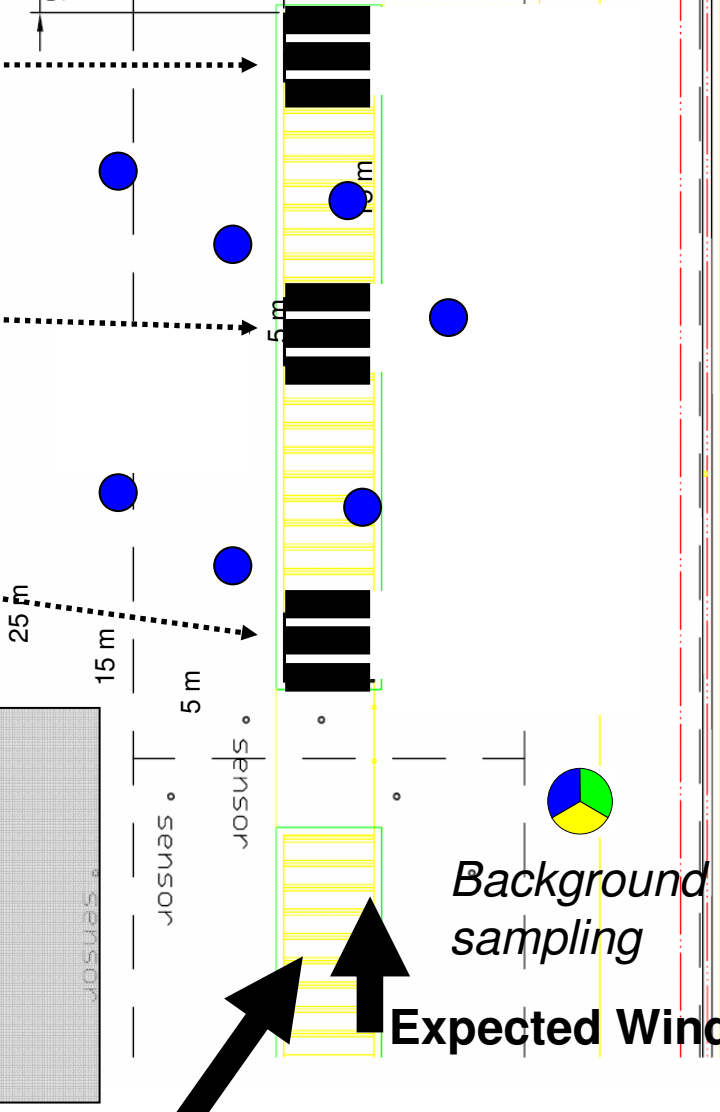 5 m
25 m
15 m
5 m
sensor
sensor
sensor
Background
sampling
Expected Wind